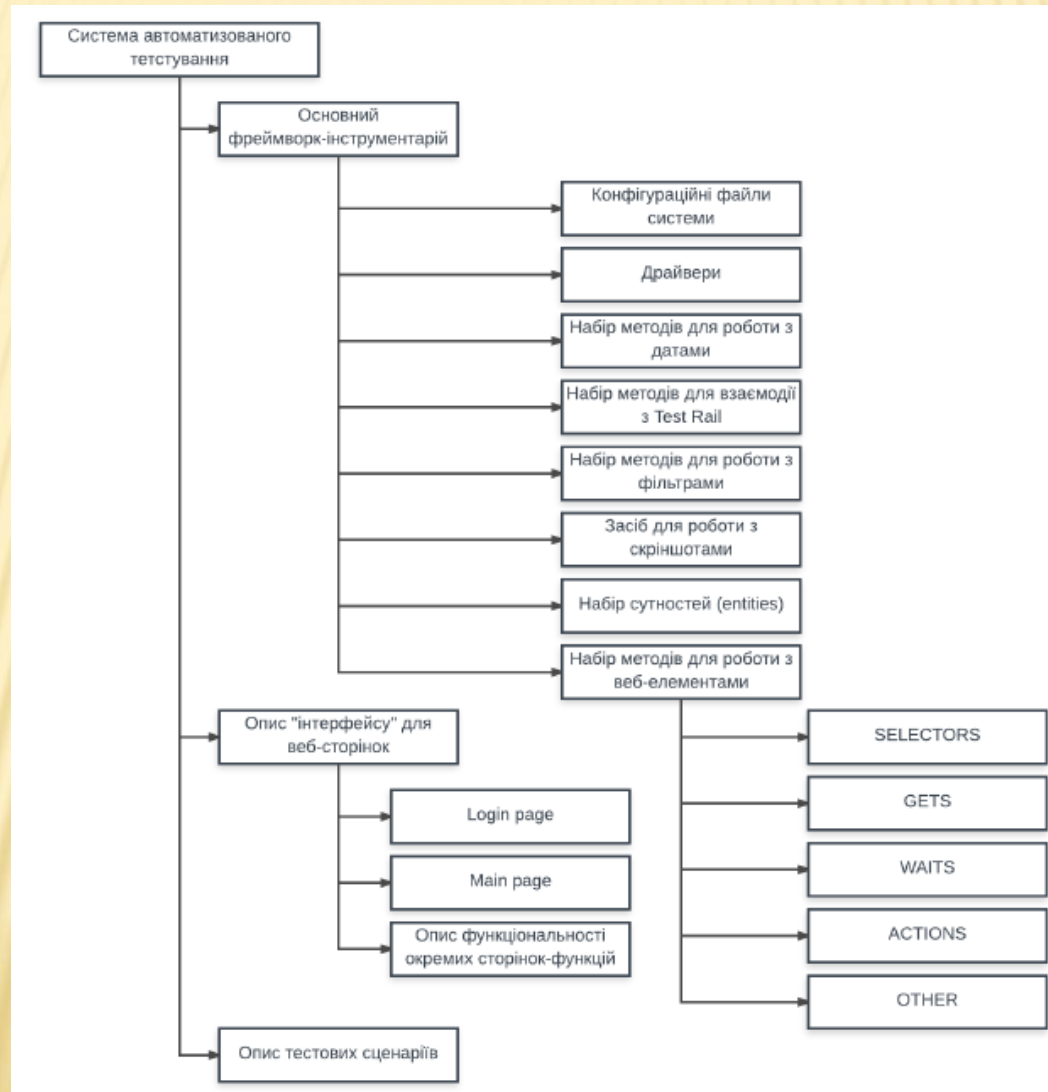 Система автоматизованого
тетстування
Основний
фреймворк-інструментарій
Конфігураційні файли
системи
Драйвери
Набір методів для роботи з
датами
Набір методів для взаємодії
з Test Rail
Набір методів для роботи з
фільтрами
Засіб для роботи з
скріншотами
Набір сутностей (entities)
Набір методів для роботи з
веб-елементами
SELECTORS
GETS
WAITS
ACTIONS
OTHER
Опис "інтерфейсу" для
веб-сторінок
Login page
Main page
Опис функціональності
окремих сторінок-функцій
Опис тестових сценаріїв